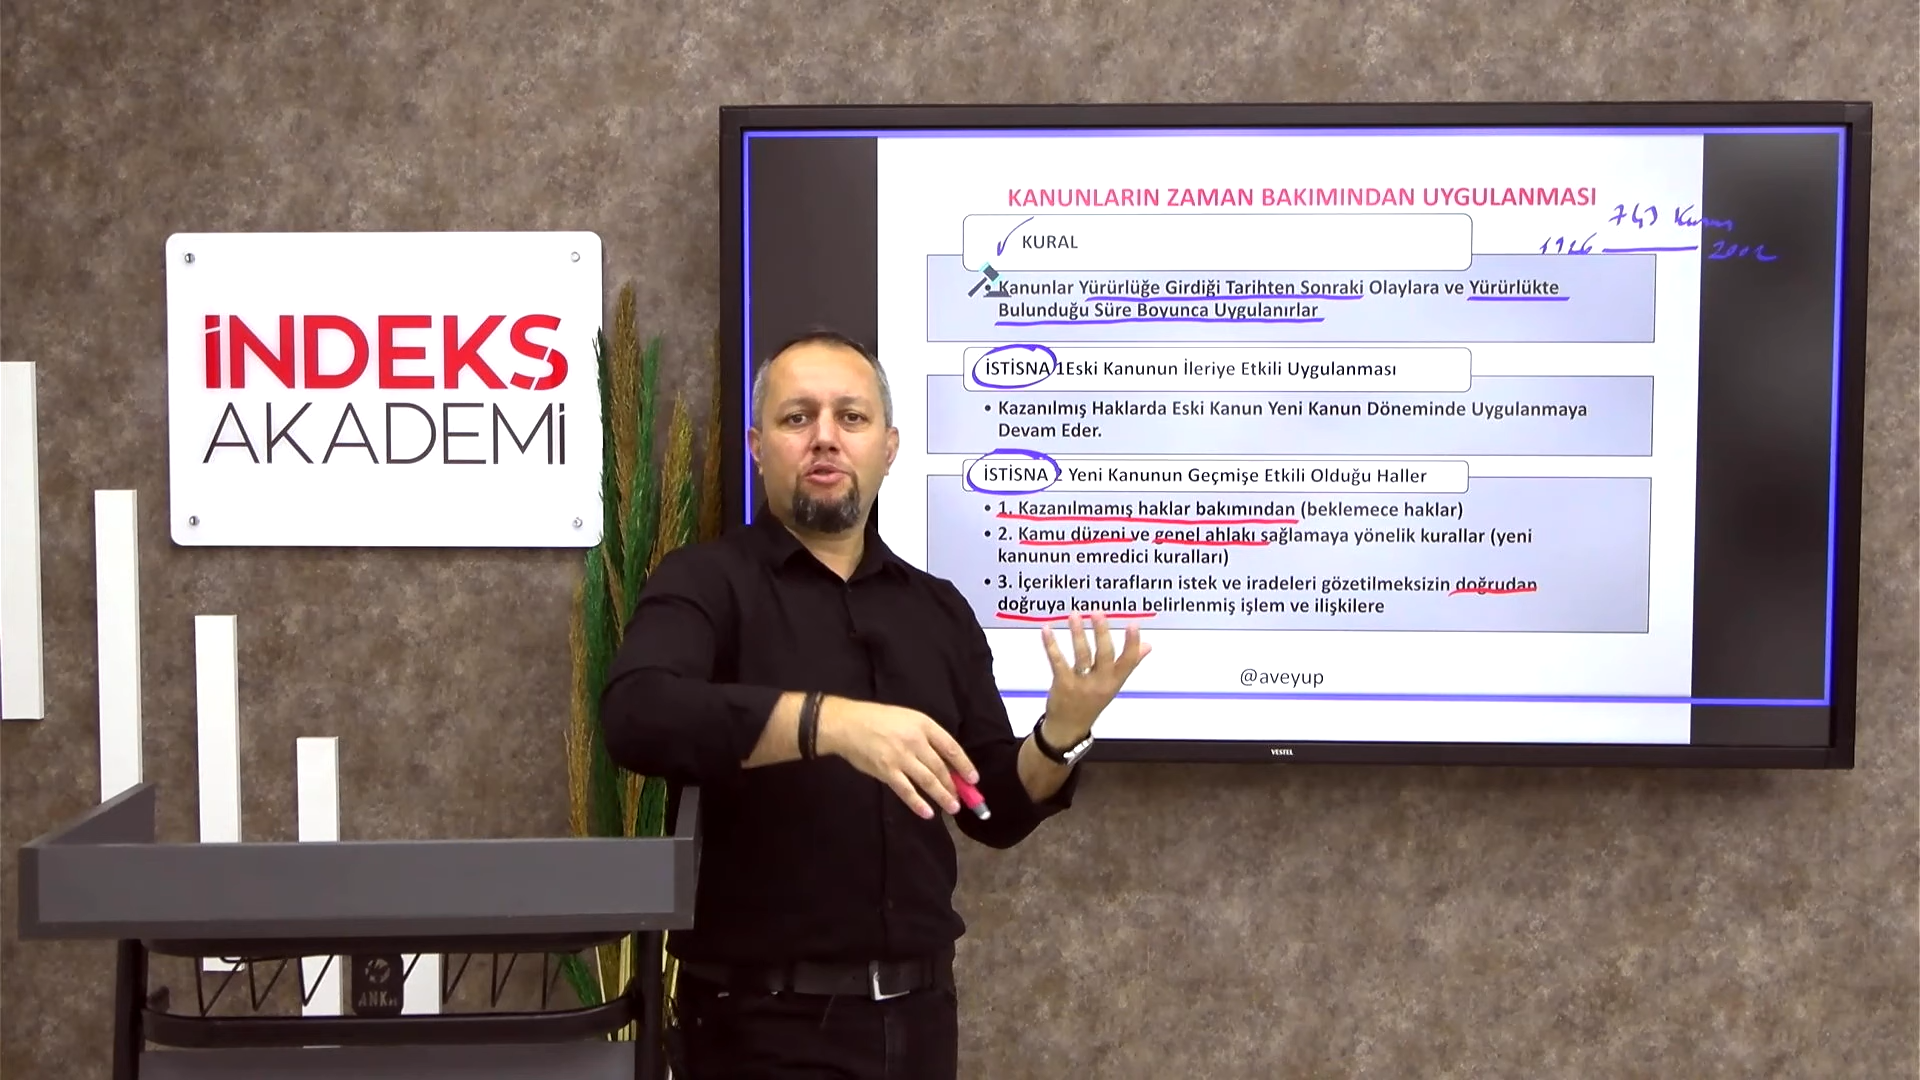 İNDEKS
AKADEMİ
KANUNLARIN ZAMAN BAKIMINDAN UYGULANMASI
743
1926 2002
KURAL
• Kanunlar Yürürlüğe Girdiği Tarihten Sonraki Olaylara ve Yürürlükte
Bulunduğu Süre Boyunca Uygulanırlar
İSTİSNA 1Eski Kanunun İleriye Etkili Uygulanması
• Kazanılmış Haklarda Eski Kanun Yeni Kanun Döneminde Uygulanmaya
Devam Eder.
İSTİSNA 2 Yeni Kanunun Geçmişe Etkili Olduğu Haller
• 1. Kazanılmamış haklar bakımından (beklemece haklar)
• 2. Kamu düzeni ve genel ahlakı sağlamaya yönelik kurallar (yeni
kanunun emredici kuralları)
• 3. İçerikleri tarafların istek ve iradeleri gözetilmeksizin doğrudan
doğruya kanunla belirlenmiş işlem ve ilişkilere
@aveyup
VESTEL